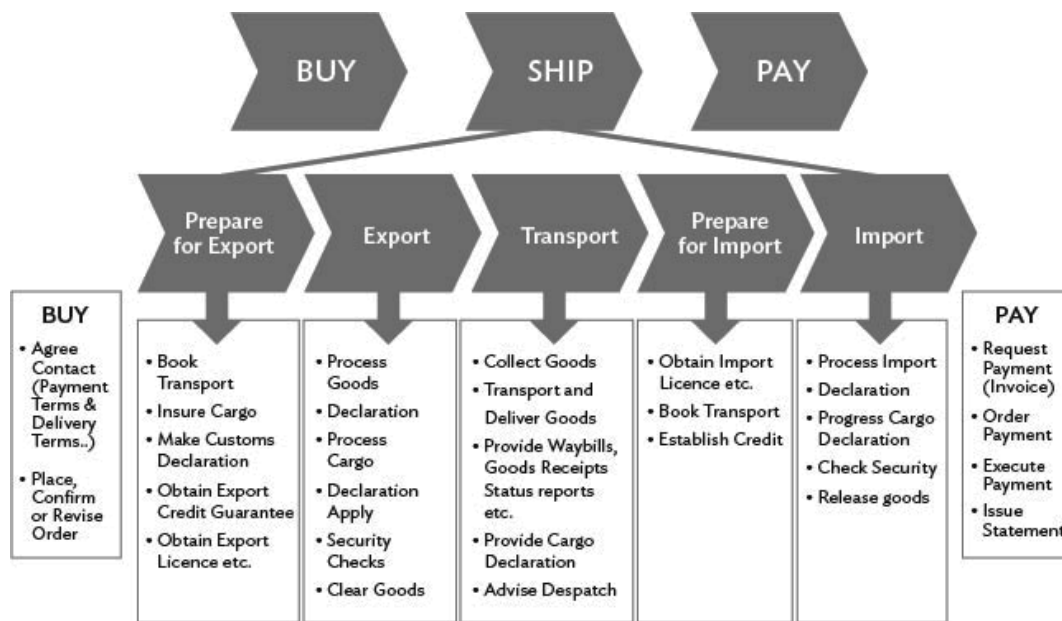 BUY
SHIP
PAY
Prepare
for Export
Export
Transport
Prepare
for Import
Import
BUY
• Agree
Contact
(Payment
Terms &
Delivery
Terms..)
• Place,
Confirm
or Revise
Order
• Book
Transport
• Insure Cargo
• Make Customs
Declaration
• Obtain Export
Credit Guarantee
• Obtain Export
Licence etc.
• Process
Goods
• Declaration
• Process
Cargo
• Declaration
Apply
• Security
Checks
• Clear Goods
• Collect Goods
• Transport and
Deliver Goods
• Provide Waybills,
Goods Receipts
Status reports
etc.
• Provide Cargo
Declaration
• Advise Despatch
• Obtain Import
Licence etc.
• Book Transport
• Establish Credit
• Process Import
• Declaration
• Progress Cargo
Declaration
• Check Security
• Release goods
PAY
• Request
Payment
(Invoice)
• Order
Payment
• Execute
Payment
• Issue
Statement